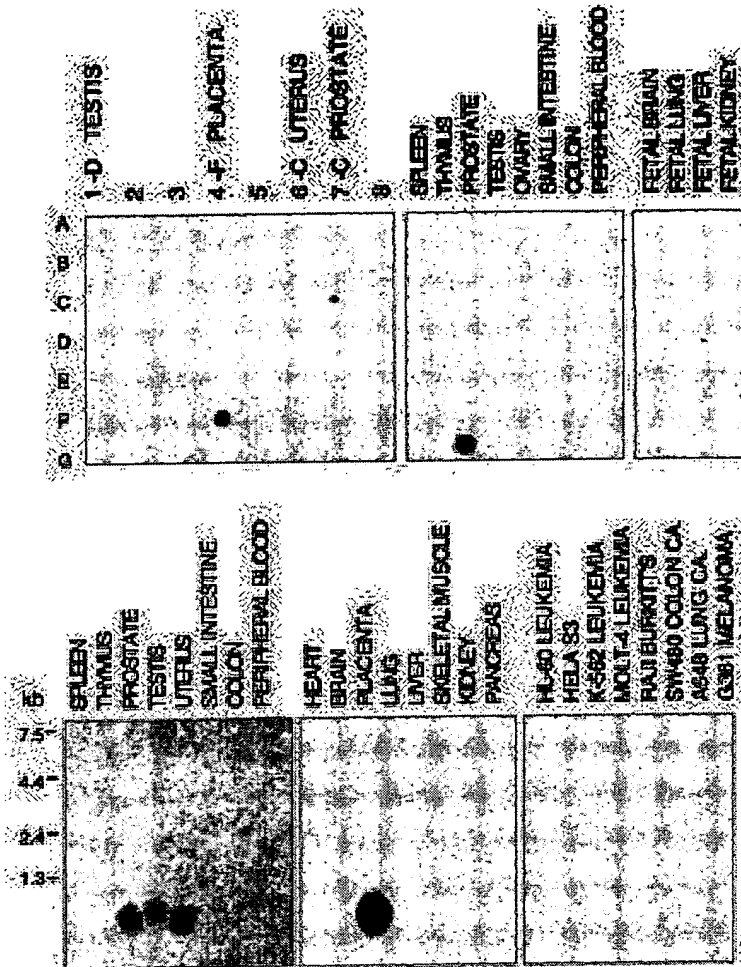 1 -D TESTIS
2
3
4 -F PLACENTA
5
6 -C UTERUS
7 -C PROSTATE
8
A
B
C
D
E
F
G
SPLEEN
THYMUS
PROSTATE
TESTIS
OVARY
SMALL INTESTINE
COLON
PERIPHERAL BLOOD
FETAL BRAIN
FETAL LUNG
FETAL LIVER
FETAL KIDNEY
kb
7.5
4.4
2.4
1.3
SPLEEN
THYMUS
PROSTATE
TESTIS
UTERUS
SMALL INTESTINE
COLON
PERIPHERAL BLOOD
HEART
BRAIN
PLACENTA
LUNG
LIVER
SKELETAL MUSCLE
KIDNEY
PANCREAS
HL-60 LEUKEMIA
HELA S3
K-562 LEUKEMIA
MOLT-4 LEUKEMIA
RAJI BURKITT'S
SW480 COLON CA.
A549 LUNG CA.
G361 MELANOMA